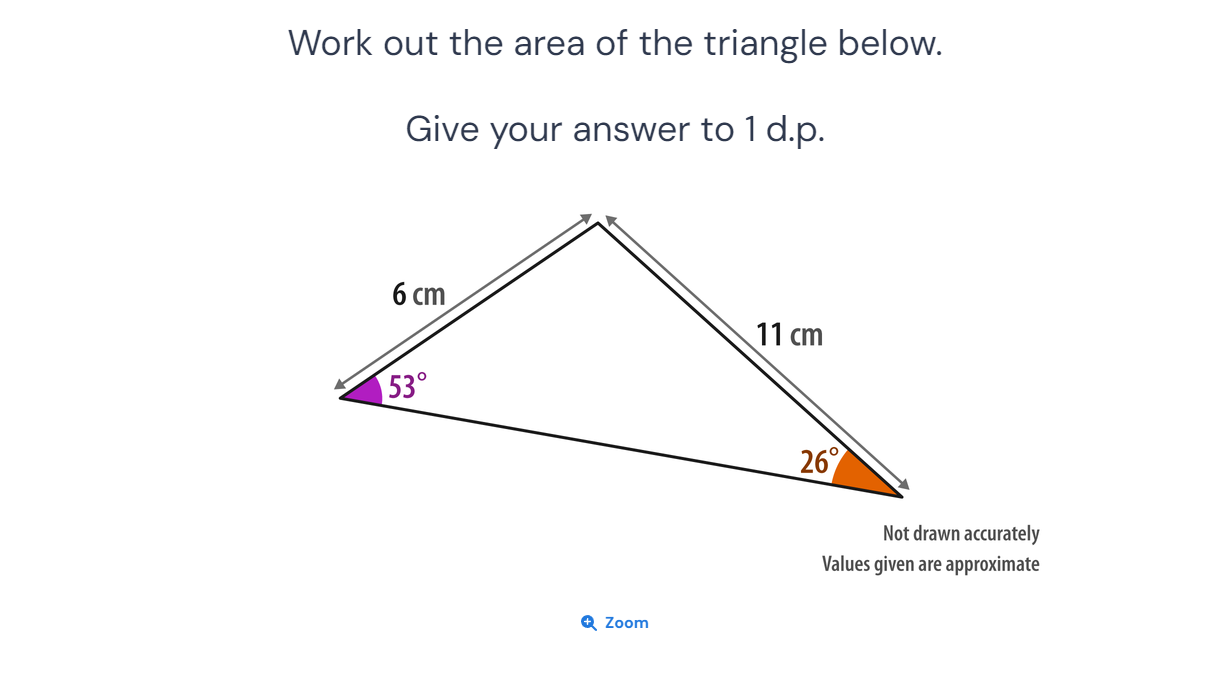 Work out the area of the triangle below.
Give your answer to 1 d.p.
6 cm
11 cm
53°
26°
Not drawn accurately
Values given are approximate
Zoom